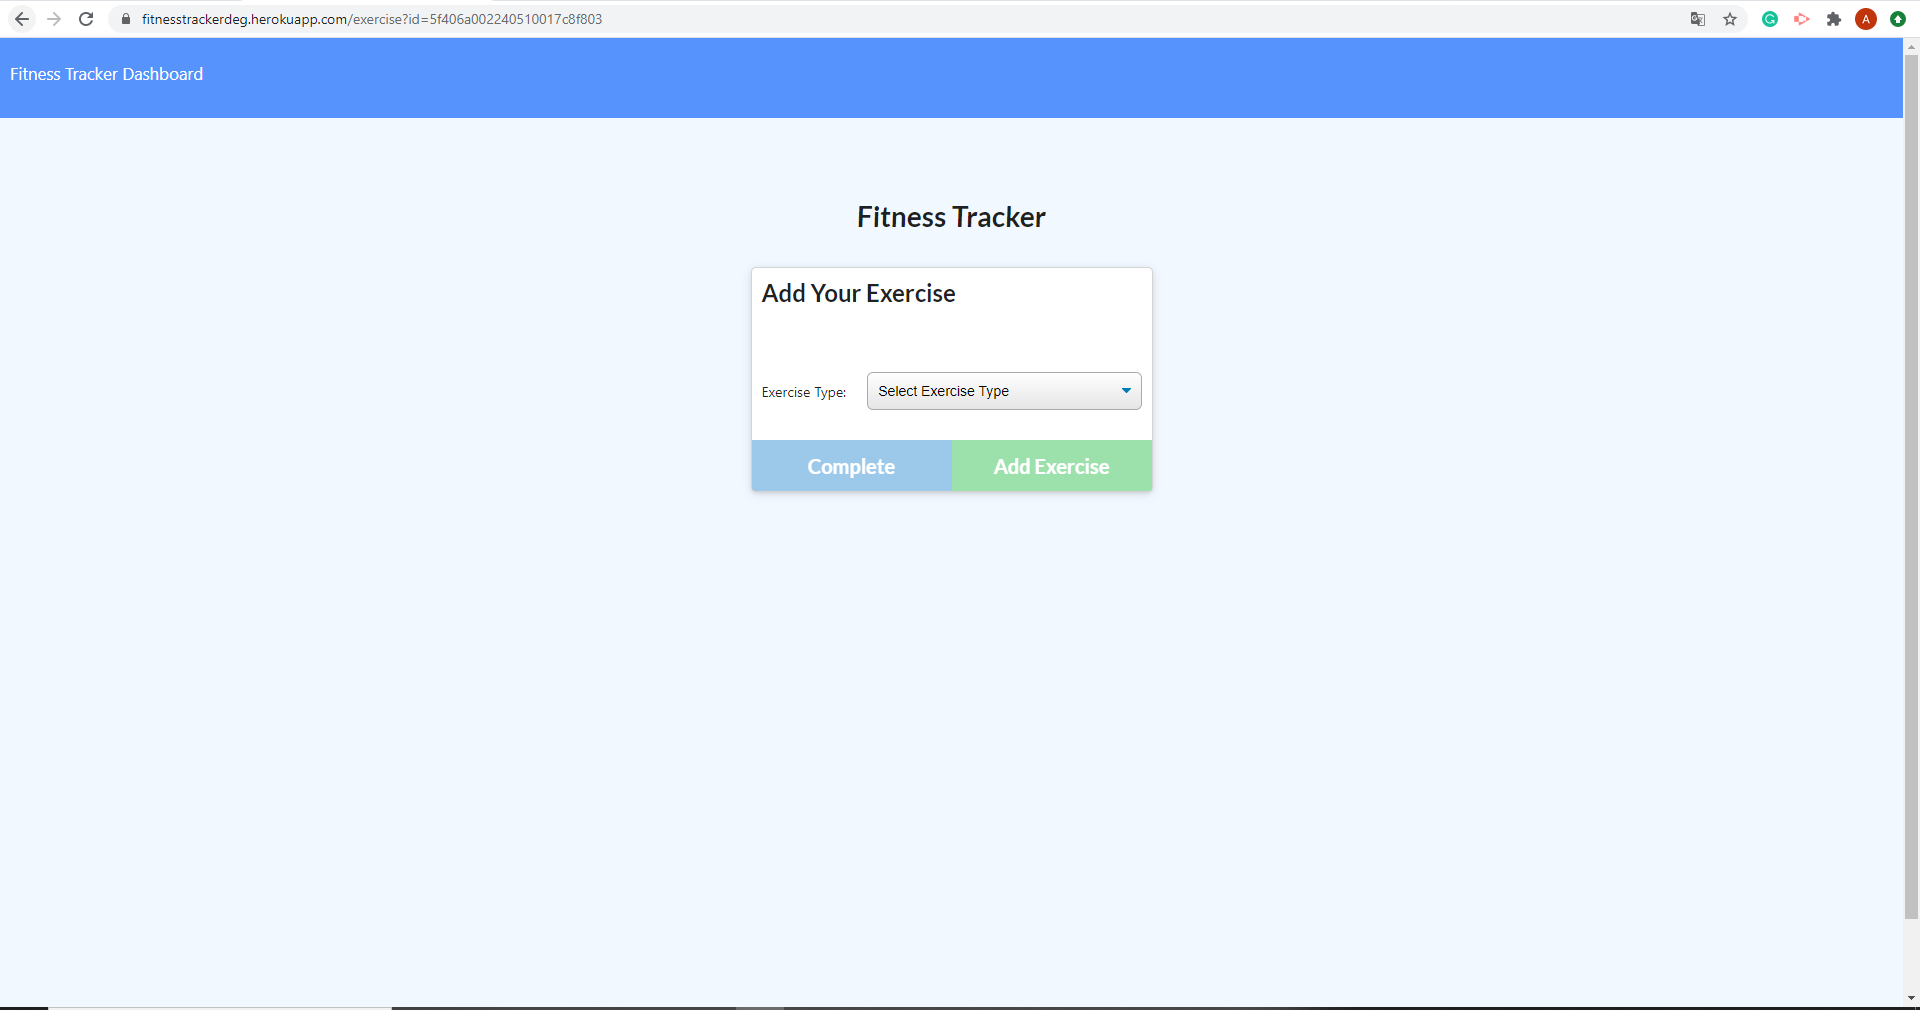 fitnesstrackerdeg.herokuapp.com/exercise?id=5f406a002240510017c8f803
A
Fitness Tracker Dashboard
Fitness Tracker
Add Your Exercise
Exercise Type: Select Exercise Type
Complete Add Exercise